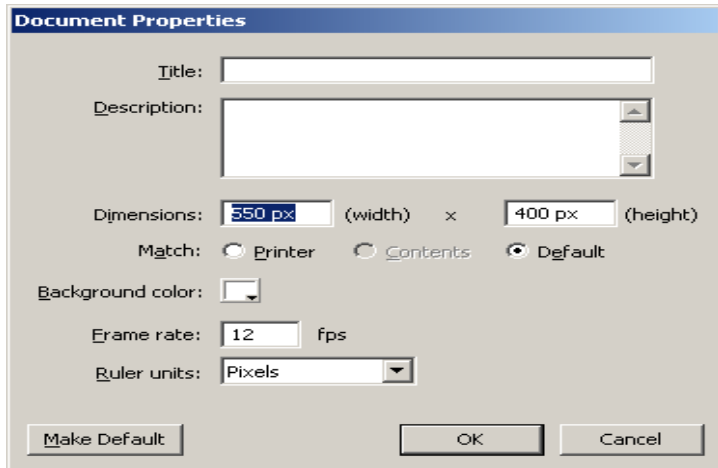 Document Properties
Title:
Description:
Dimensions: 550 px (width) x 400 px (height)
Match: Printer Contents Default
Background color:
Frame rate: 12 fps
Ruler units: Pixels
Make Default OK Cancel